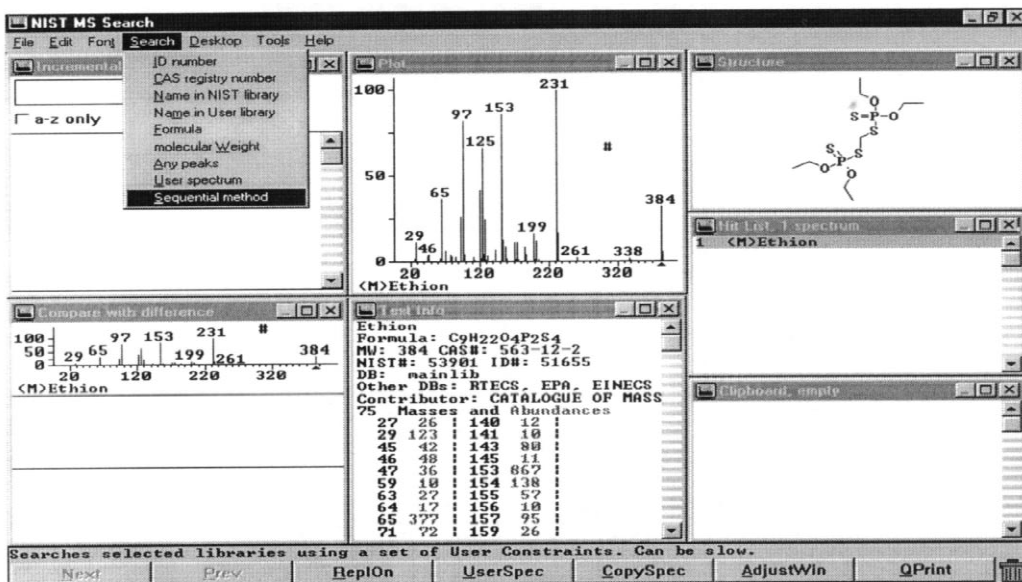 NIST MS Search
File Edit Font Search Desktop Tools Help
Incremental
a-z only
ID number
CAS registry number
Name in NIST library
Name in User library
Formula
molecular Weight
Any peaks
User spectrum
Sequential method
Plot
100
50
0
29
46
65
97
125
153
199
231
261
338
384
#
20 120 220 320
(M)Ethion
Structure
S=P-O
O
O
S
S
S=P
O
O
Hit List, 1 spectrum
1 (M)Ethion
Compare with difference
100
50
0
29 65 97 153 199 231 261 384
#
20 120 220 320
(M)Ethion
Text Info
Ethion
Formula: C9H22O4P2S4
MW: 384 CAS#: 563-12-2
NIST#: 53901 ID#: 51655
DB: mainlib
Other DBs: RTECS, EPA, EINECS
Contributor: CATALOGUE OF MASS
75 Masses and Abundances
27 26 | 140 12 |
29 123 | 141 10 |
45 42 | 143 80 |
46 48 | 145 11 |
47 36 | 153 867 |
59 10 | 154 138 |
63 27 | 155 57 |
64 17 | 156 10 |
65 377 | 157 95 |
71 72 | 159 26 |
Clipboard, empty
Searches selected libraries using a set of User Constraints. Can be slow.
Next Prev ReplOn UserSpec CopySpec AdjustWin QPrint